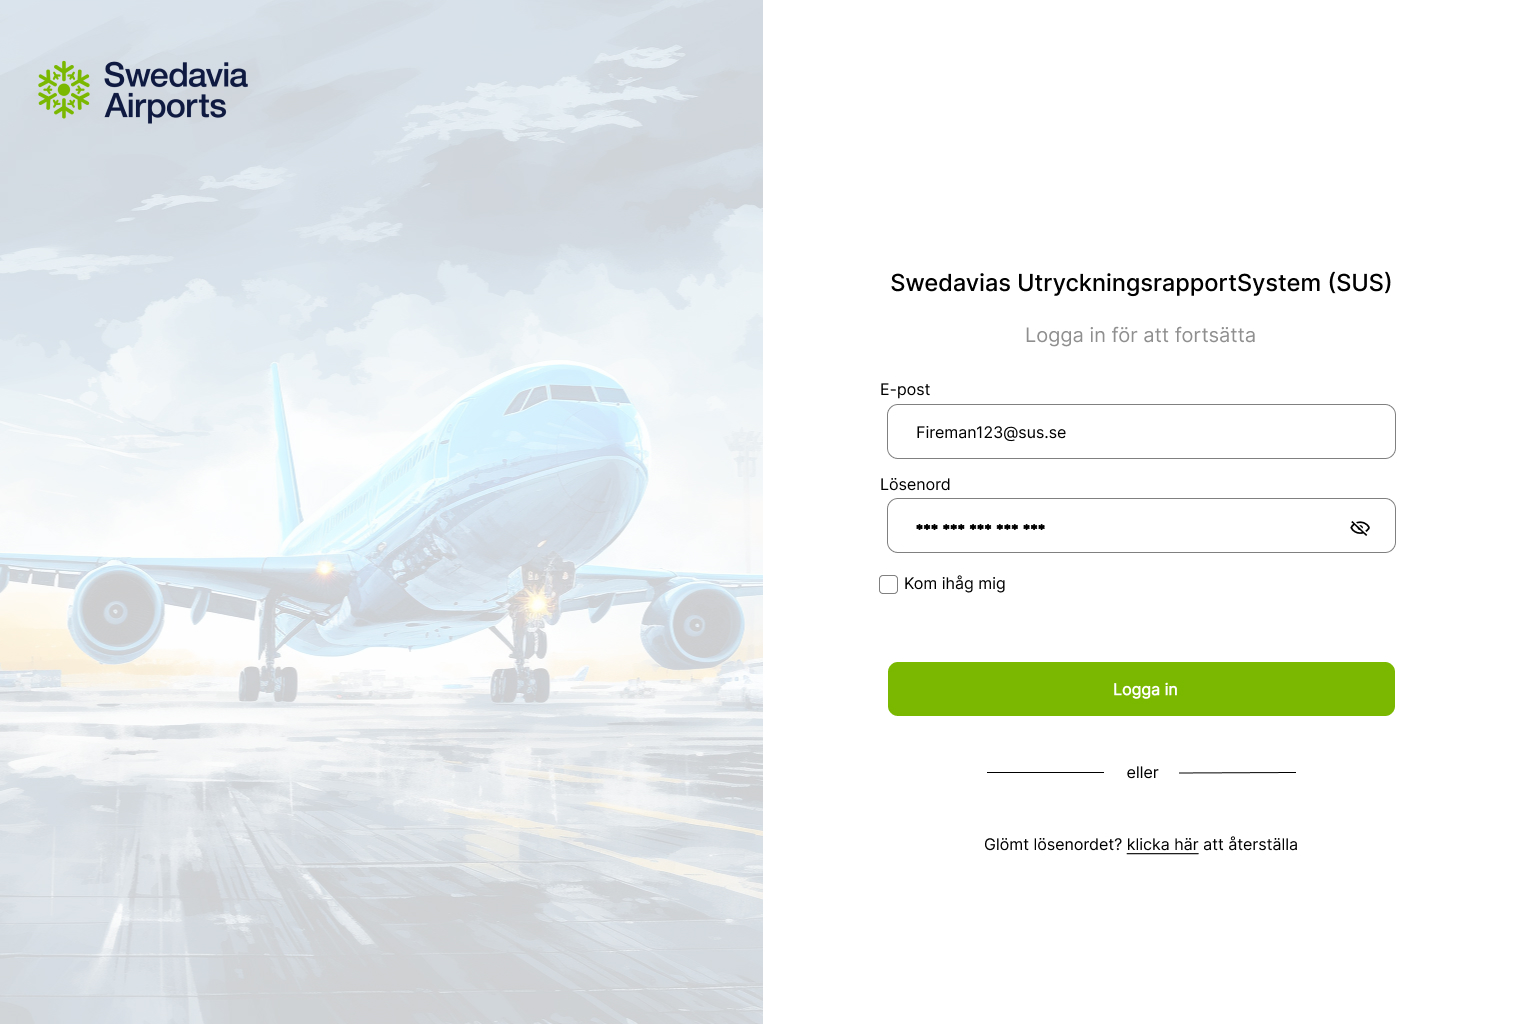 Swedavia
Airports
Swedavias UtryckningsrapportSystem (SUS)
Logga in för att fortsätta
E-post
Fireman123@sus.se
Lösenord
*** *** *** *** ***
Kom ihåg mig
Logga in
eller
Glömt lösenordet? klicka här att återställa